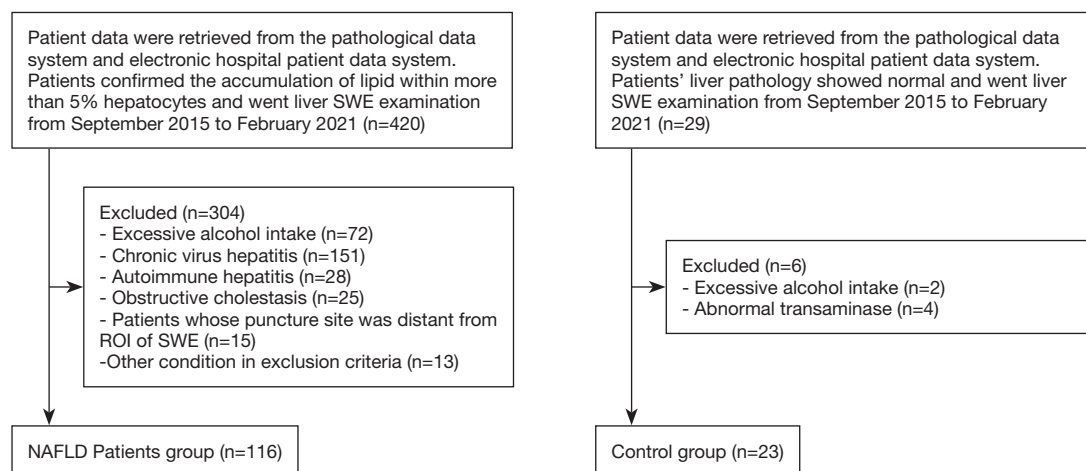 Patient data were retrieved from the pathological data
system and electronic hospital patient data system.
Patients confirmed the accumulation of lipid within more
than 5% hepatocytes and went liver SWE examination
from September 2015 to February 2021 (n=420)
Excluded (n=304)
- Excessive alcohol intake (n=72)
- Chronic virus hepatitis (n=151)
- Autoimmune hepatitis (n=28)
- Obstructive cholestasis (n=25)
- Patients whose puncture site was distant from
ROI of SWE (n=15)
-Other condition in exclusion criteria (n=13)
NAFLD Patients group (n=116)
Patient data were retrieved from the pathological data
system and electronic hospital patient data system.
Patients' liver pathology showed normal and went liver
SWE examination from September 2015 to February
2021 (n=29)
Excluded (n=6)
- Excessive alcohol intake (n=2)
- Abnormal transaminase (n=4)
Control group (n=23)